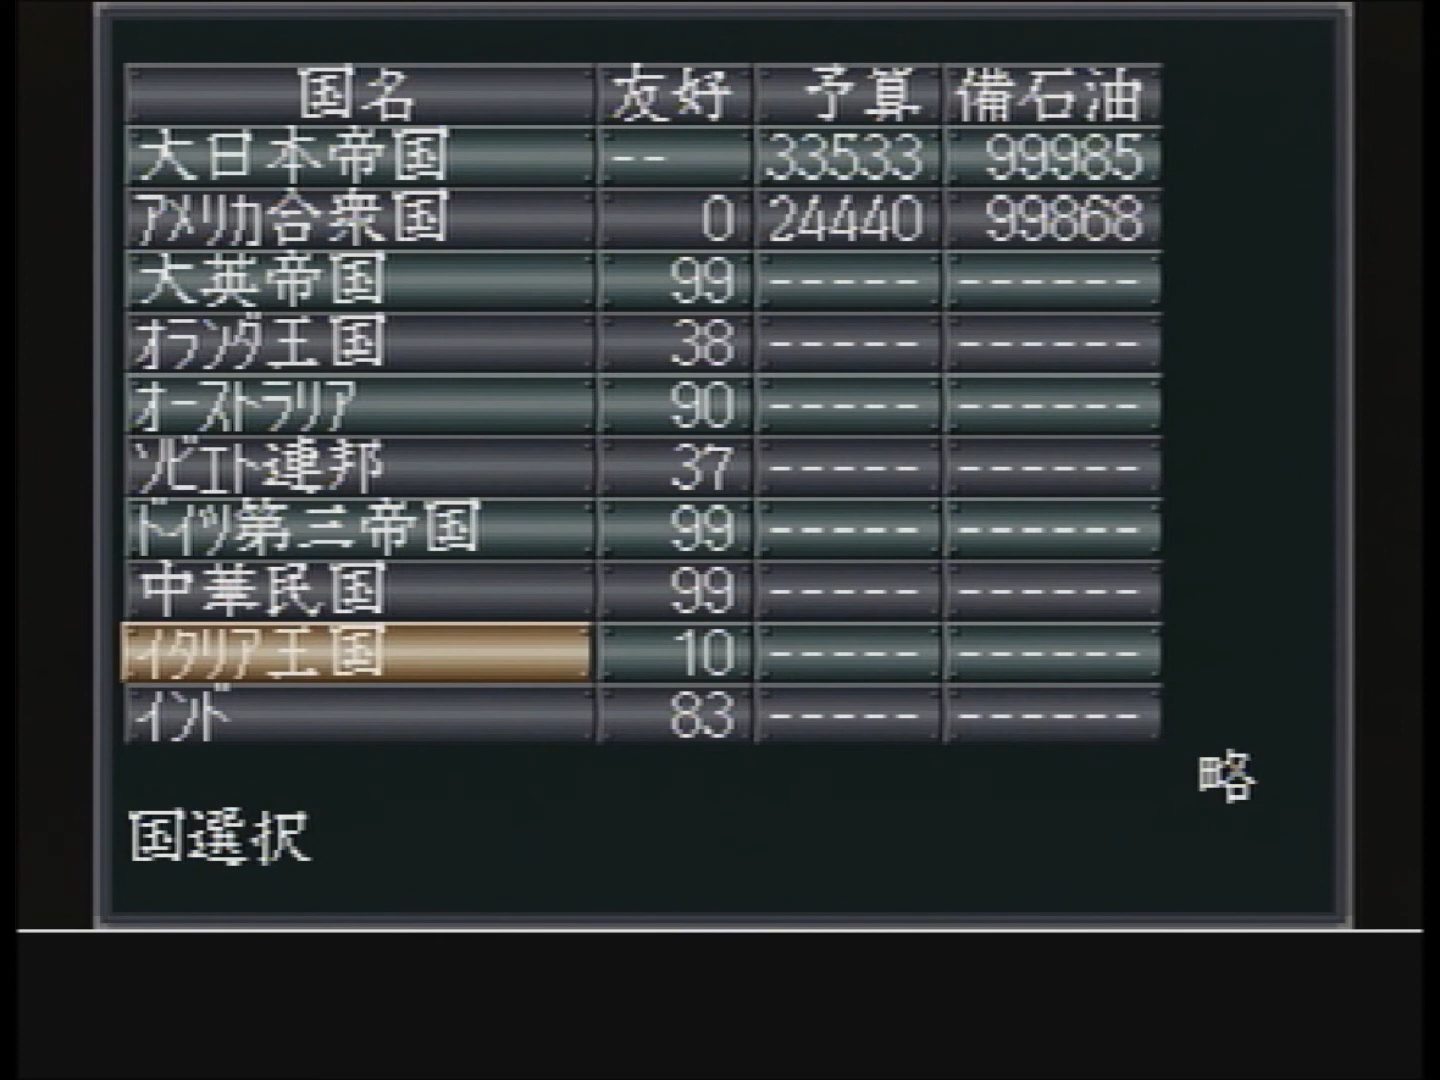 国名 友好 予算 備石油
大日本帝国 -- 33533 99985
ｱﾒﾘｶ合衆国 0 24440 99868
大英帝国 99 ----- ------
ｵﾗﾝﾀﾞ王国 38 ----- ------
ｵｰｽﾄﾗﾘｱ 90 ----- ------
ｿﾋﾞｴﾄ連邦 37 ----- ------
ﾄﾞｲﾂ第三帝国 99 ----- ------
中華民国 99 ----- ------
ｲﾀﾘｱ王国 10 ----- ------
ｲﾝﾄﾞ 83 ----- ------
略
国選択